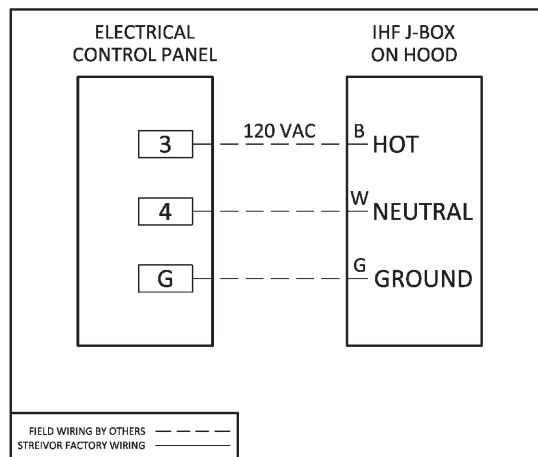 ELECTRICAL
CONTROL PANEL
IHF J-BOX
ON HOOD
3
120 VAC
B
HOT
4
W
NEUTRAL
G
G
GROUND
FIELD WIRING BY OTHERS
STREIVOR FACTORY WIRING